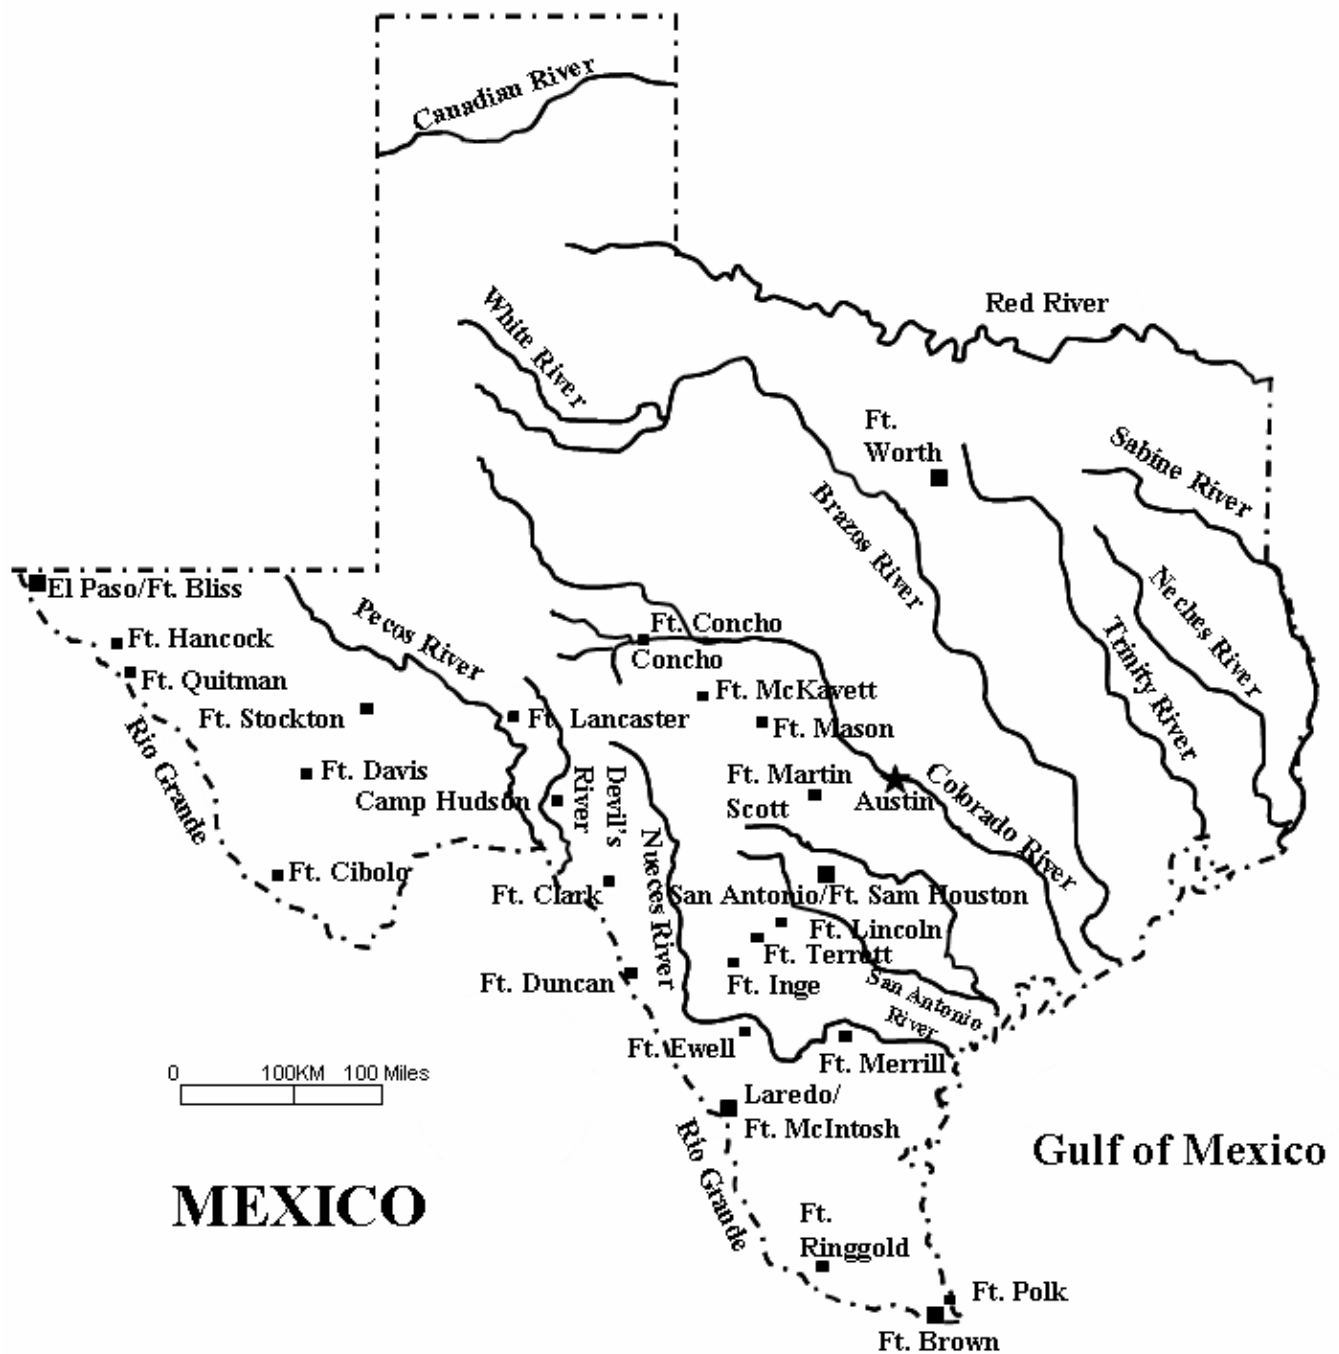 Canadian River
Red River
White River
Ft.
Worth
Sabine River
Brazos River
Neches River
Trinity River
El Paso/Ft. Bliss
Pecos River
Ft. Hancock
Ft. Concho
Concho
Ft. Quitman
Ft. McKavett
Ft. Stockton
Ft. Lancaster
Ft. Mason
Rio Grande
Ft. Davis
Camp Hudson
Devil's
River
Ft. Martin
Scott
Austin
Colorado River
Nueces River
Ft. Cibolo
Ft. Clark
San Antonio/Ft. Sam Houston
Ft. Lincoln
Ft. Terrett
Ft. Duncan
Ft. Inge
San Antonio
River
Ft. Ewell
Ft. Merrill
0 100KM 100 Miles
Laredo/
Ft. McIntosh
Rio Grande
Gulf of Mexico
MEXICO
Ft.
Ringgold
Ft. Polk
Ft. Brown